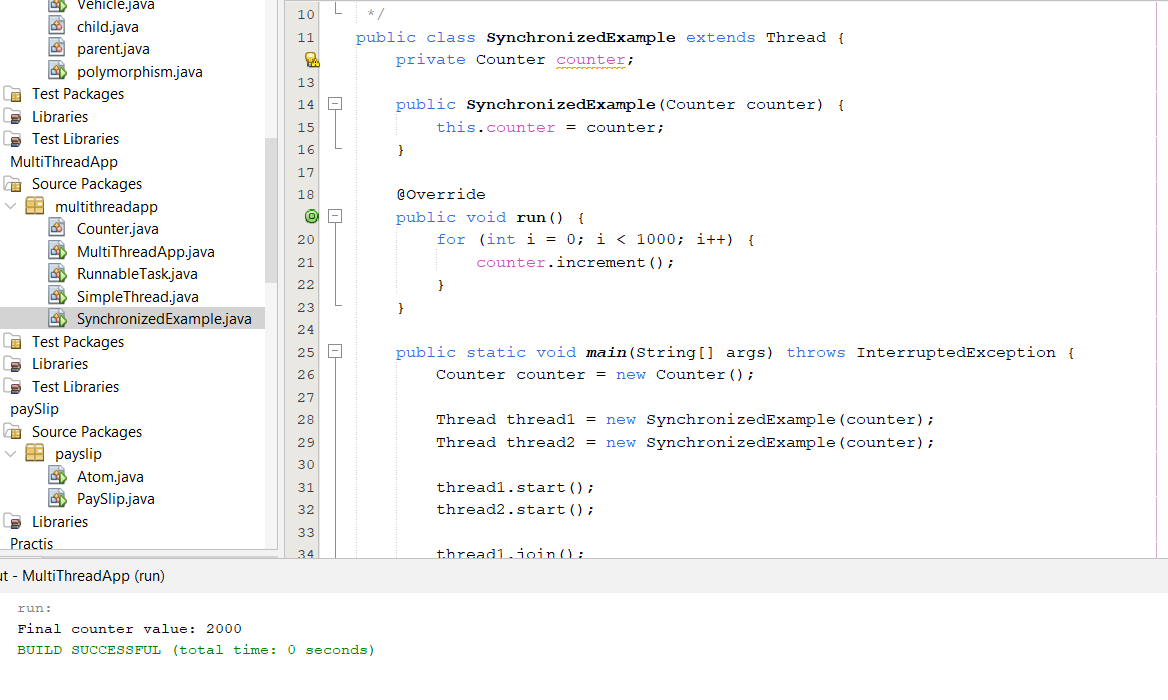 Vehicle.java
child.java
parent.java
polymorphism.java
Test Packages
Libraries
Test Libraries
MultiThreadApp
Source Packages
multithreadapp
Counter.java
MultiThreadApp.java
RunnableTask.java
SimpleThread.java
SynchronizedExample.java
Test Packages
Libraries
Test Libraries
paySlip
Source Packages
payslip
Atom.java
PaySlip.java
Libraries
Practis
10 */
11 public class SynchronizedExample extends Thread {
private Counter counter;
13
14 public SynchronizedExample(Counter counter) {
15 this.counter = counter;
16 }
17
18 @Override
public void run() {
20 for (int i = 0; i < 1000; i++) {
21 counter.increment();
22 }
23 }
24
25 public static void main(String[] args) throws InterruptedException {
26 Counter counter = new Counter();
27
28 Thread thread1 = new SynchronizedExample(counter);
29 Thread thread2 = new SynchronizedExample(counter);
30
31 thread1.start();
32 thread2.start();
33
34 thread1.join();
ut - MultiThreadApp (run)
run:
Final counter value: 2000
BUILD SUCCESSFUL (total time: 0 seconds)